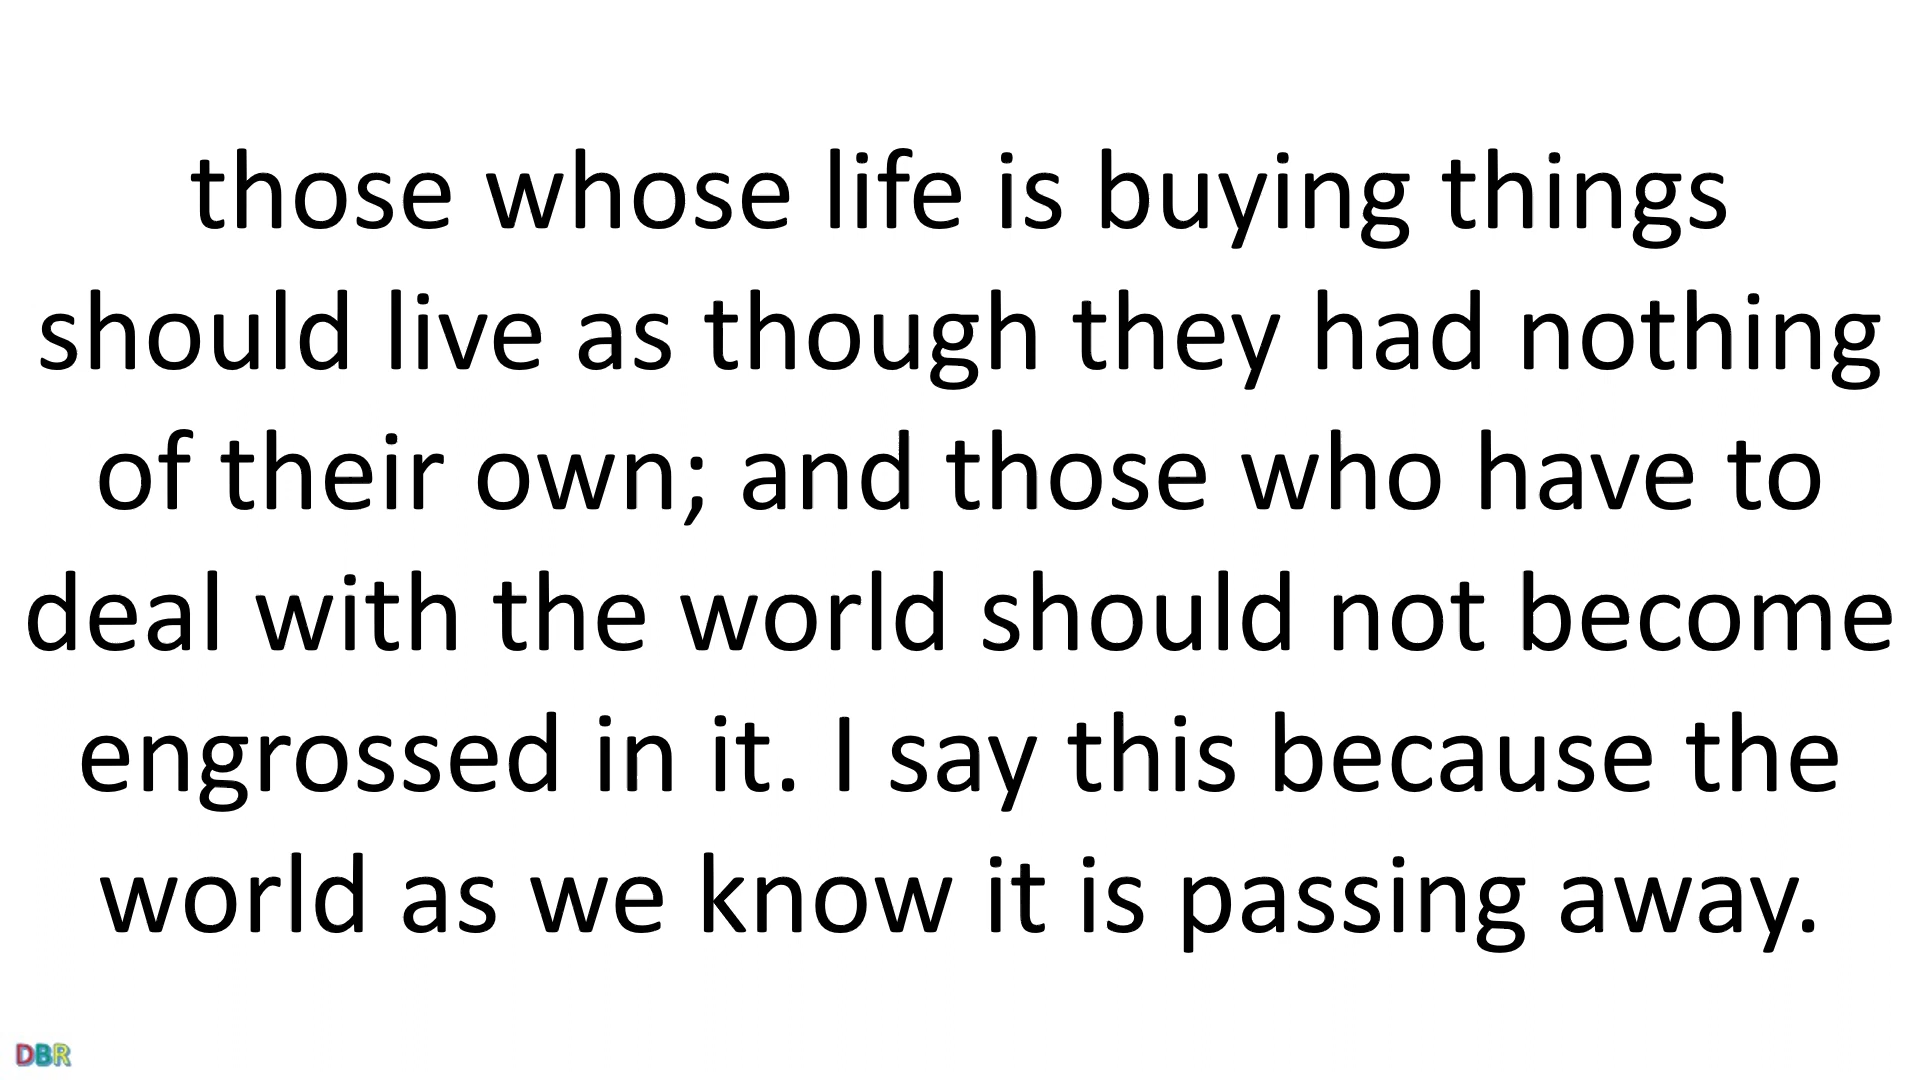 those whose life is buying things
should live as though they had nothing
of their own; and those who have to
deal with the world should not become
engrossed in it. I say this because the
world as we know it is passing away.
DBR